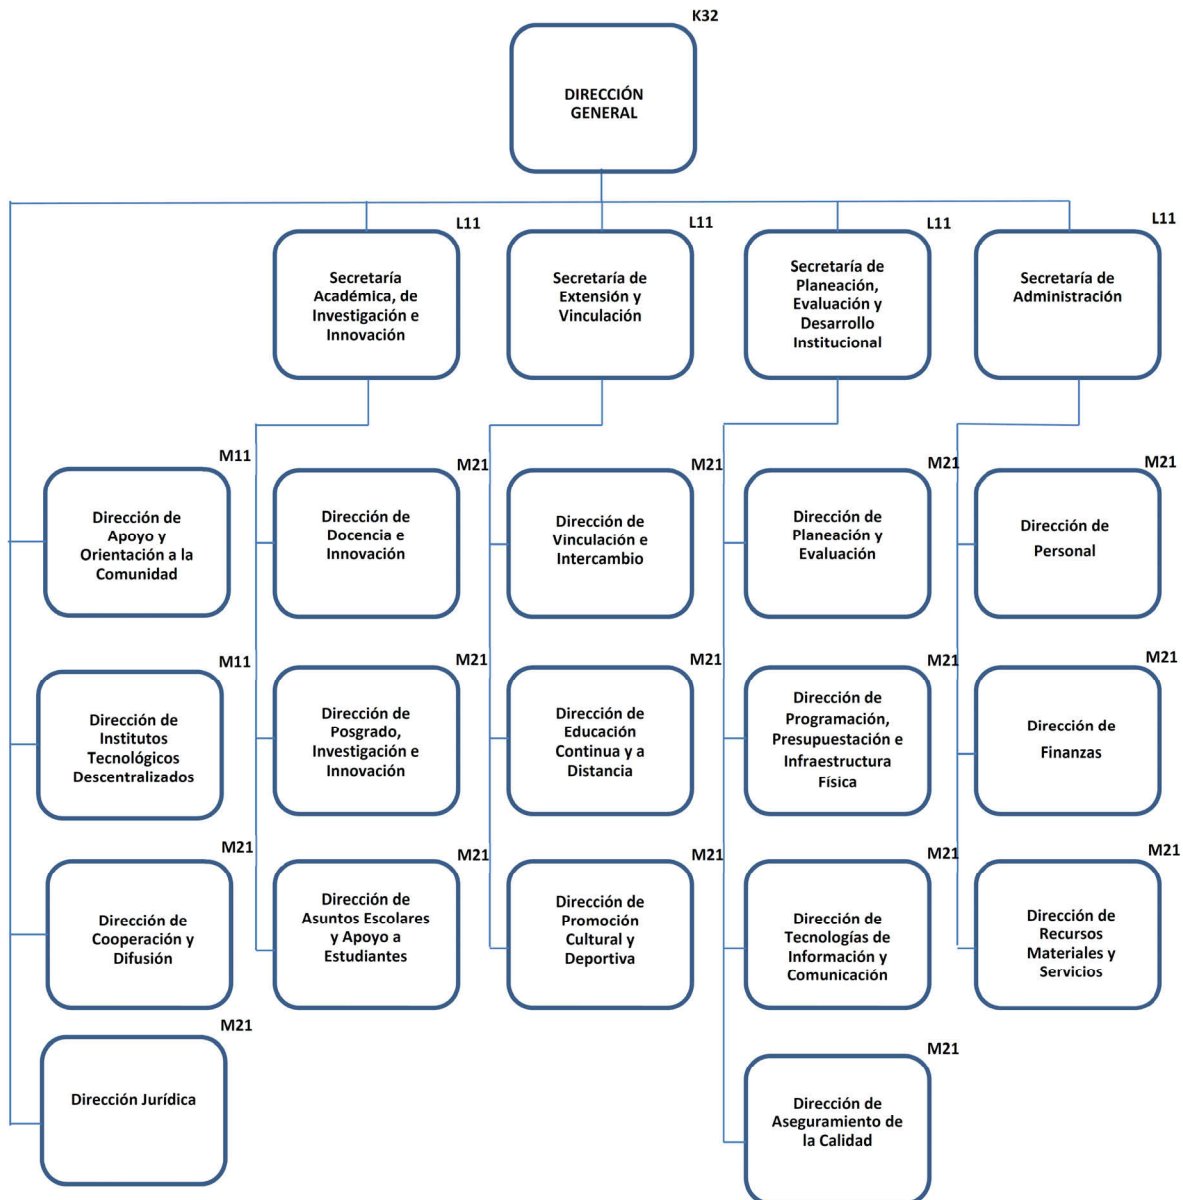 K32
DIRECCIÓN
GENERAL
L11
Secretaría
Académica, de
Investigación e
Innovación
L11
Secretaría de
Extensión y
Vinculación
L11
Secretaría de
Planeación,
Evaluación y
Desarrollo
Institucional
L11
Secretaría de
Administración
M11
Dirección de
Apoyo y
Orientación a la
Comunidad
M21
Dirección de
Docencia e
Innovación
M21
Dirección de
Vinculación e
Intercambio
M21
Dirección de
Planeación y
Evaluación
M21
Dirección de
Personal
M11
Dirección de
Institutos
Tecnológicos
Descentralizados
M21
Dirección de
Posgrado,
Investigación e
Innovación
M21
Dirección de
Educación
Continua y a
Distancia
M21
Dirección de
Programación,
Presupuestación e
Infraestructura
Física
M21
Dirección de
Finanzas
M21
Dirección de
Cooperación y
Difusión
M21
Dirección de
Asuntos Escolares
y Apoyo a
Estudiantes
M21
Dirección de
Promoción
Cultural y
Deportiva
M21
Dirección de
Tecnologías de
Información y
Comunicación
M21
Dirección de
Recursos
Materiales y
Servicios
M21
Dirección Jurídica
M21
Dirección de
Aseguramiento de
la Calidad